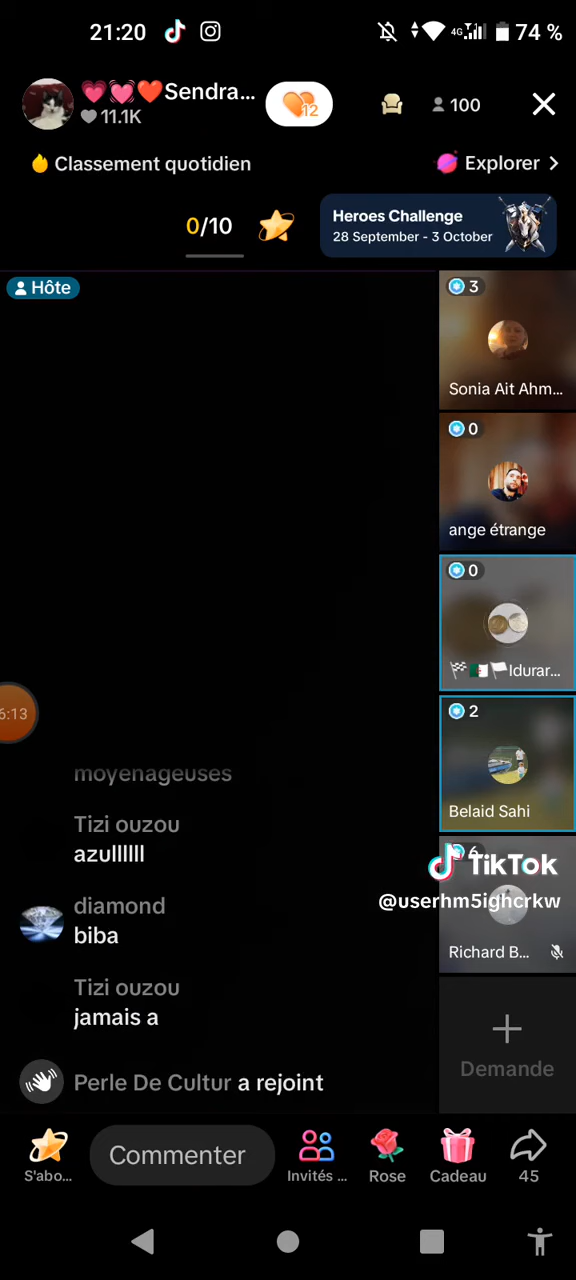 21:20
4G
74 %
💗💓❤️Sendra...
12
11.1K
100
Classement quotidien
Explorer
0/10
Heroes Challenge
28 September - 3 October
Hôte
3
Sonia Ait Ahm...
0
ange étrange
0
🏁🇩🇿🏳Idurar...
6:13
2
Belaid Sahi
moyenageuses
Tizi ouzou
azullllll
TikTok
@userhm5ighcrkw
diamond
biba
Richard B...
Tizi ouzou
jamais a
Demande
Perle De Cultur a rejoint
S'abo...
Commenter
Invités ...
Rose
Cadeau
45